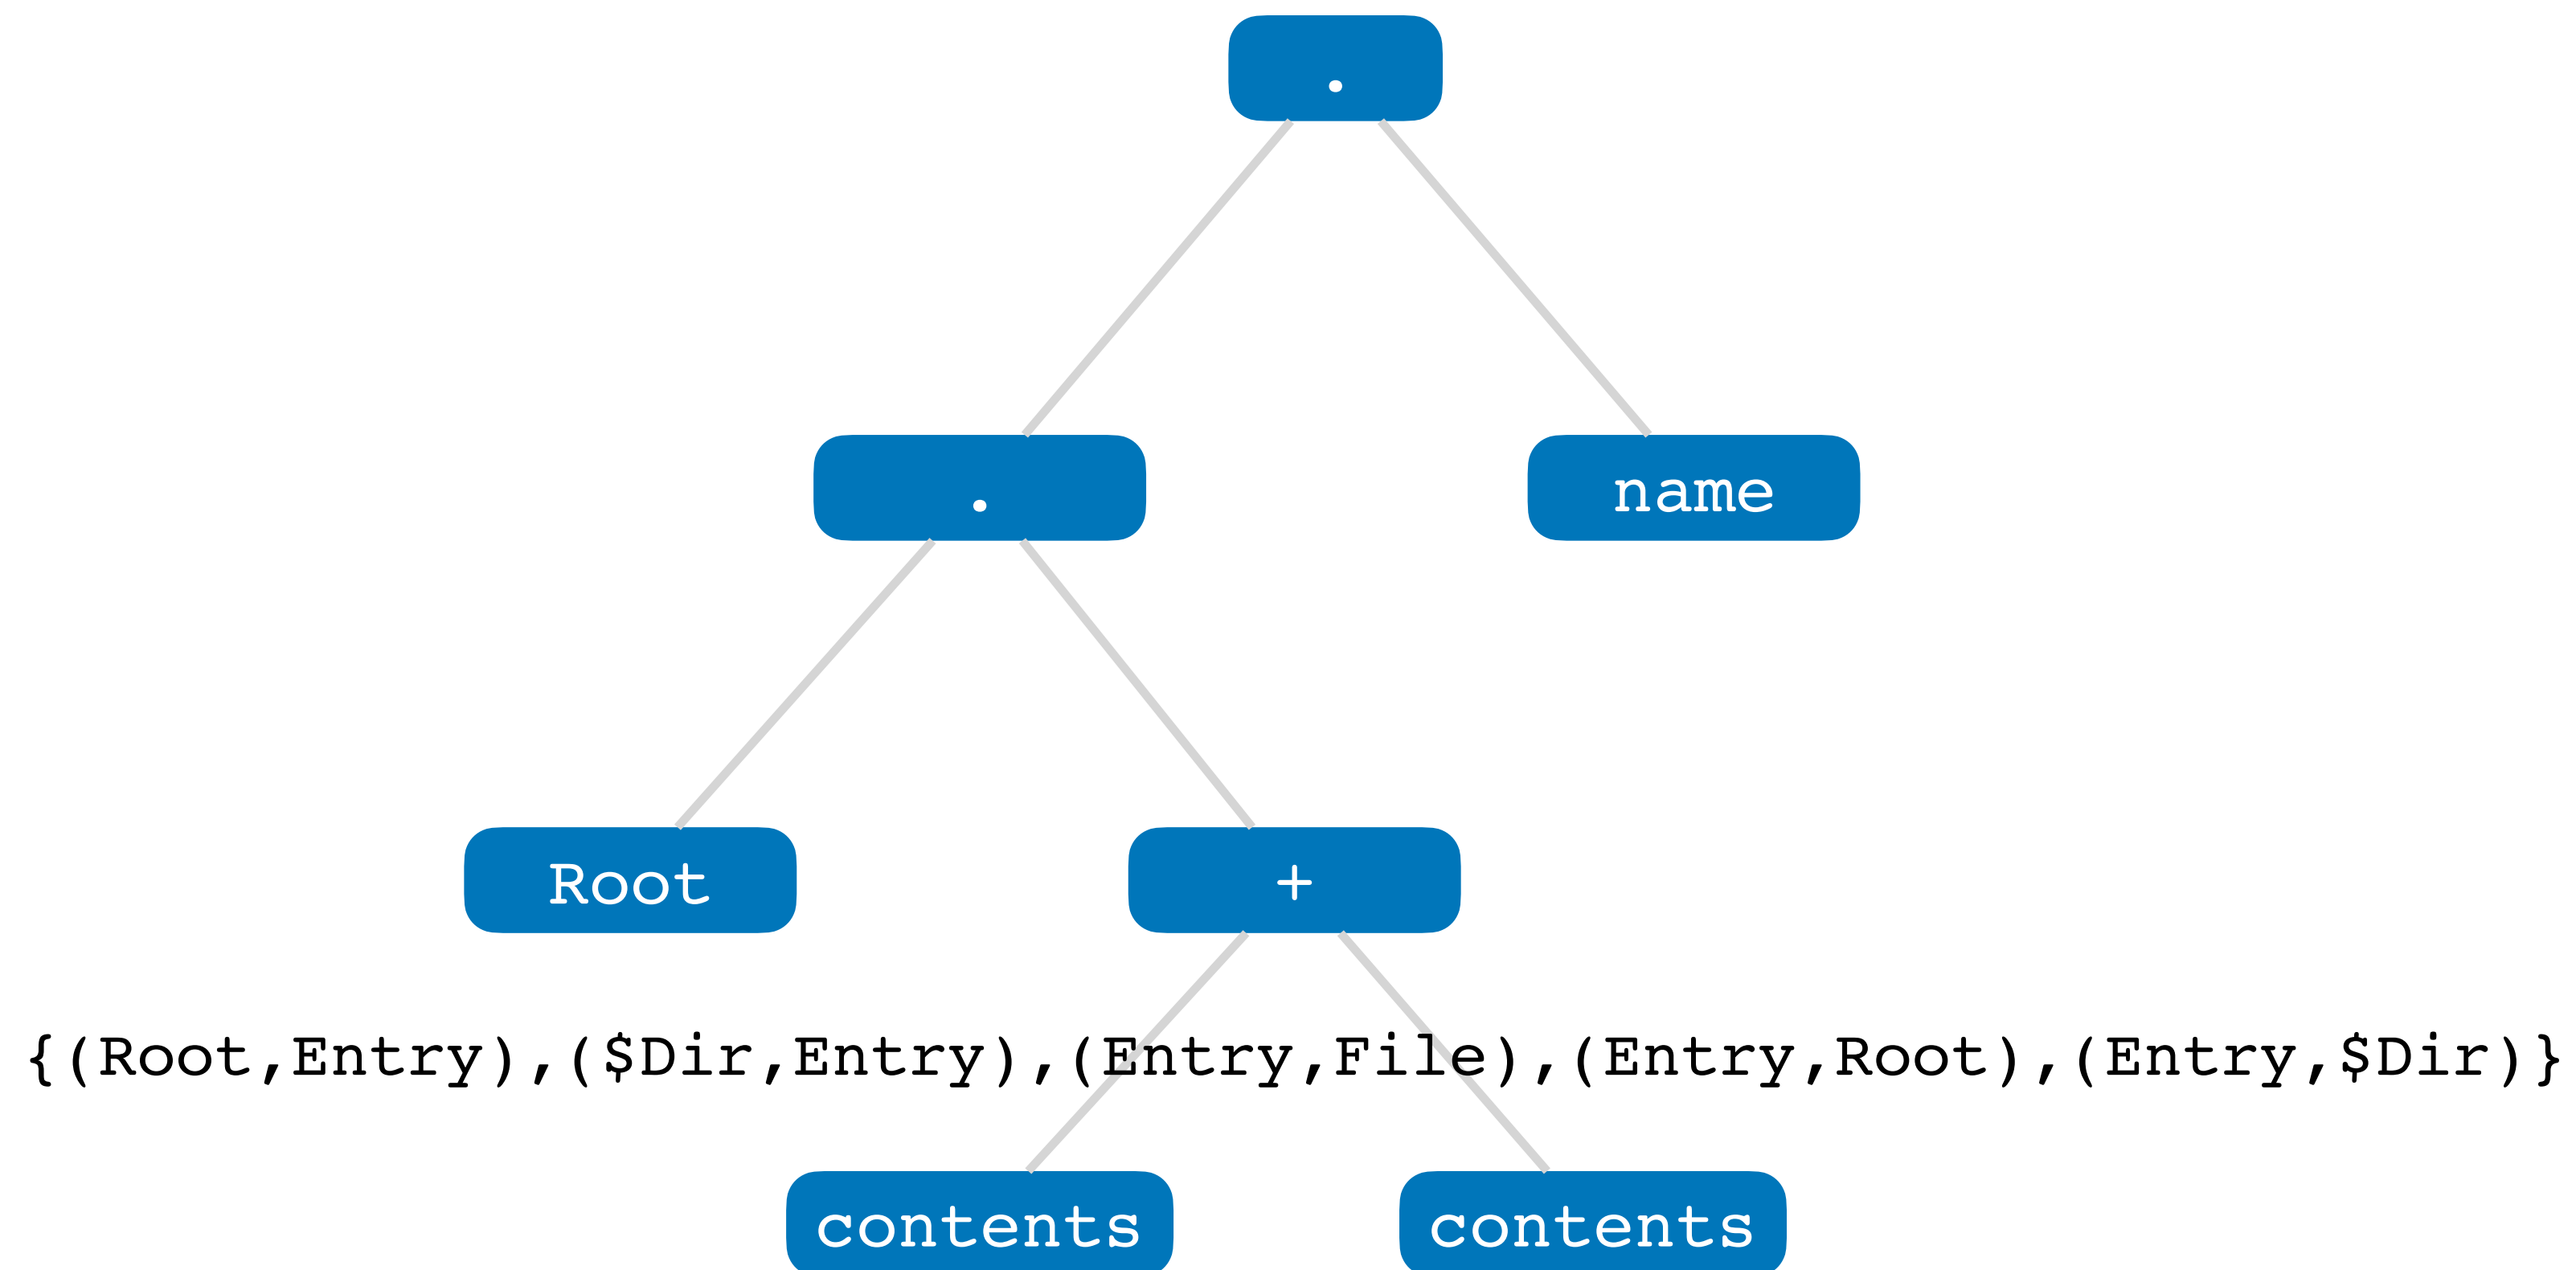 .
. name
Root +
{(Root,Entry),($Dir,Entry),(Entry,File),(Entry,Root),(Entry,$Dir)}
contents contents